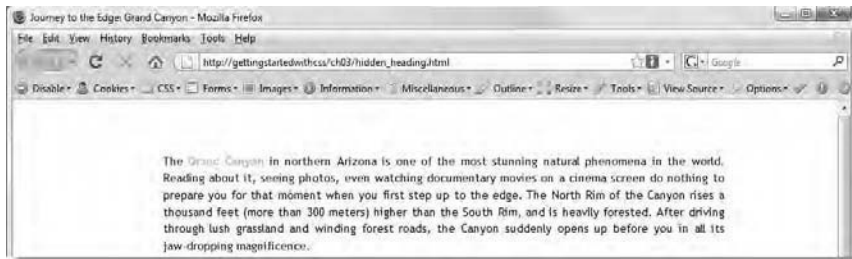 Journey to the Edge: Grand Canyon - Mozilla Firefox
File Edit View History Bookmarks Tools Help
http://gettingstartedwithcss/ch03/hidden_heading.html
Google
Disable Cookies CSS Forms Images Information Miscellaneous Outline Resize Tools View Source Options
The Grand Canyon in northern Arizona is one of the most stunning natural phenomena in the world.
Reading about it, seeing photos, even watching documentary movies on a cinema screen do nothing to
prepare you for that moment when you first step up to the edge. The North Rim of the Canyon rises a
thousand feet (more than 300 meters) higher than the South Rim, and is heavily forested. After driving
through lush grassland and winding forest roads, the Canyon suddenly opens up before you in all its
jaw-dropping magnificence.